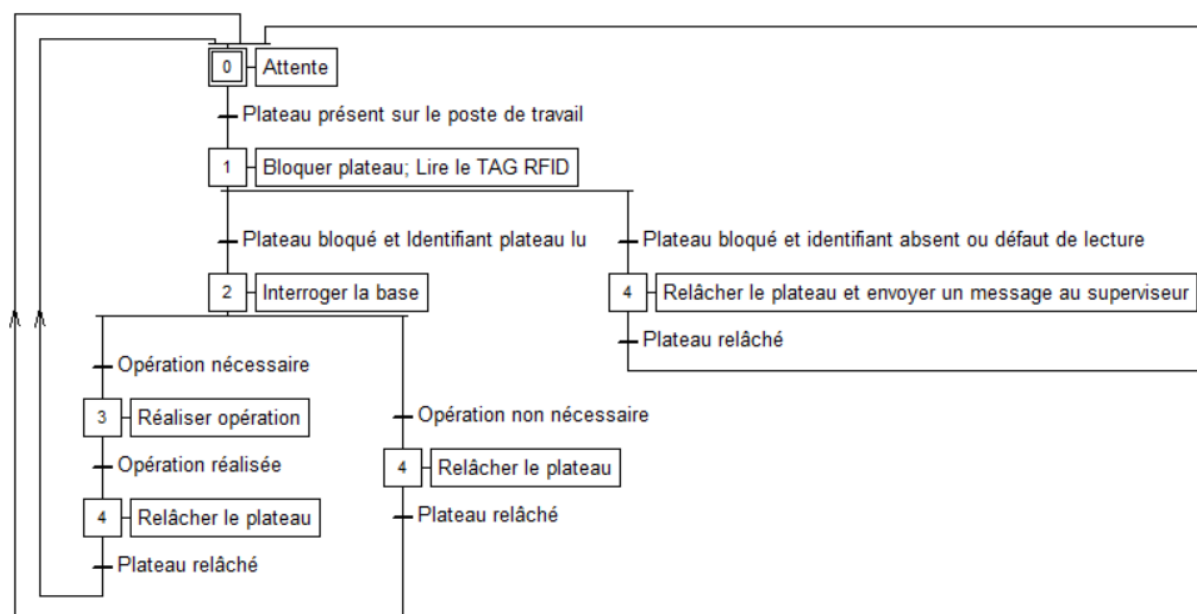 0 Attente
Plateau présent sur le poste de travail
1 Bloquer plateau; Lire le TAG RFID
Plateau bloqué et Identifiant plateau lu
Plateau bloqué et identifiant absent ou défaut de lecture
2 Interroger la base
4 Relâcher le plateau et envoyer un message au superviseur
Plateau relâché
Opération nécessaire
3 Réaliser opération
Opération non nécessaire
Opération réalisée
4 Relâcher le plateau
4 Relâcher le plateau
Plateau relâché
Plateau relâché